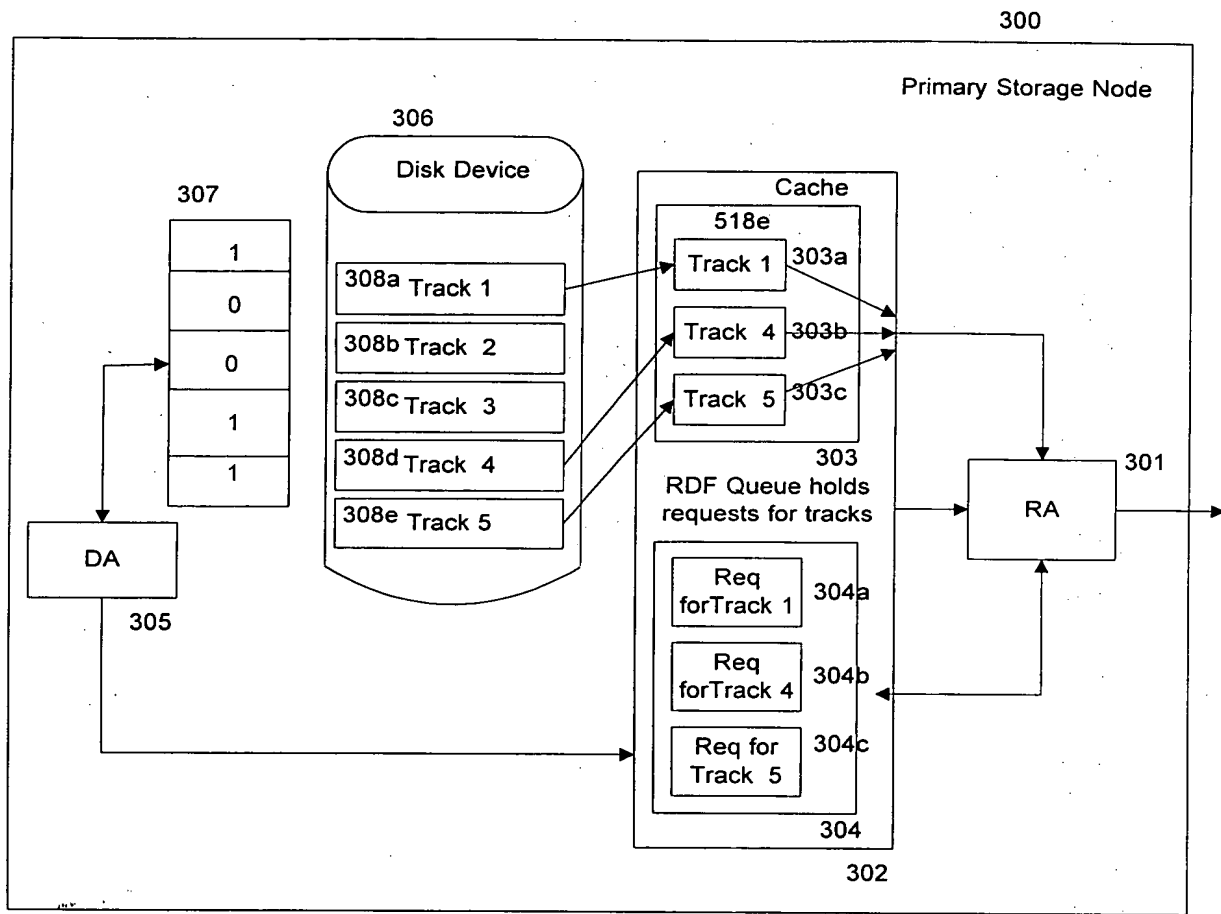 300
Primary Storage Node
306
Disk Device
307
Cache
518e
1
0
0
1
1
308a Track 1
308b Track 2
308c Track 3
308d Track 4
308e Track 5
Track 1 303a
Track 4 303b
Track 5 303c
303
RDF Queue holds
requests for tracks
301
RA
DA
305
Req
forTrack 1
304a
Req
forTrack 4
304b
Req for
Track 5
304c
304
302